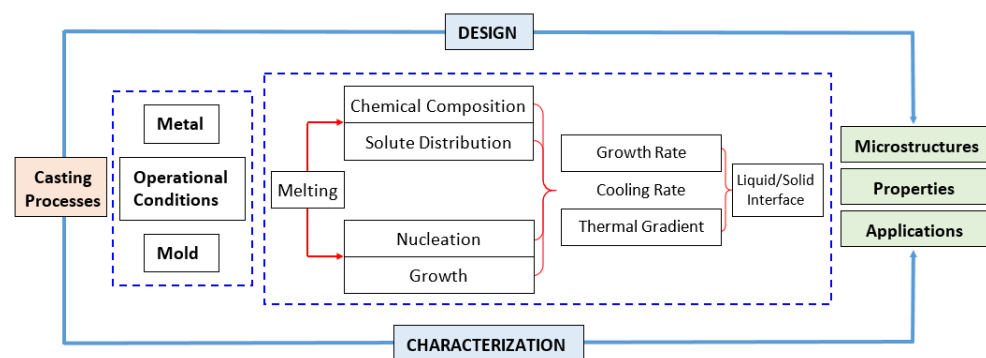 DESIGN
Casting
Processes
Metal
Operational
Conditions
Mold
Melting
Chemical Composition
Solute Distribution
Nucleation
Growth
Growth Rate
Cooling Rate
Thermal Gradient
Liquid/Solid
Interface
Microstructures
Properties
Applications
CHARACTERIZATION